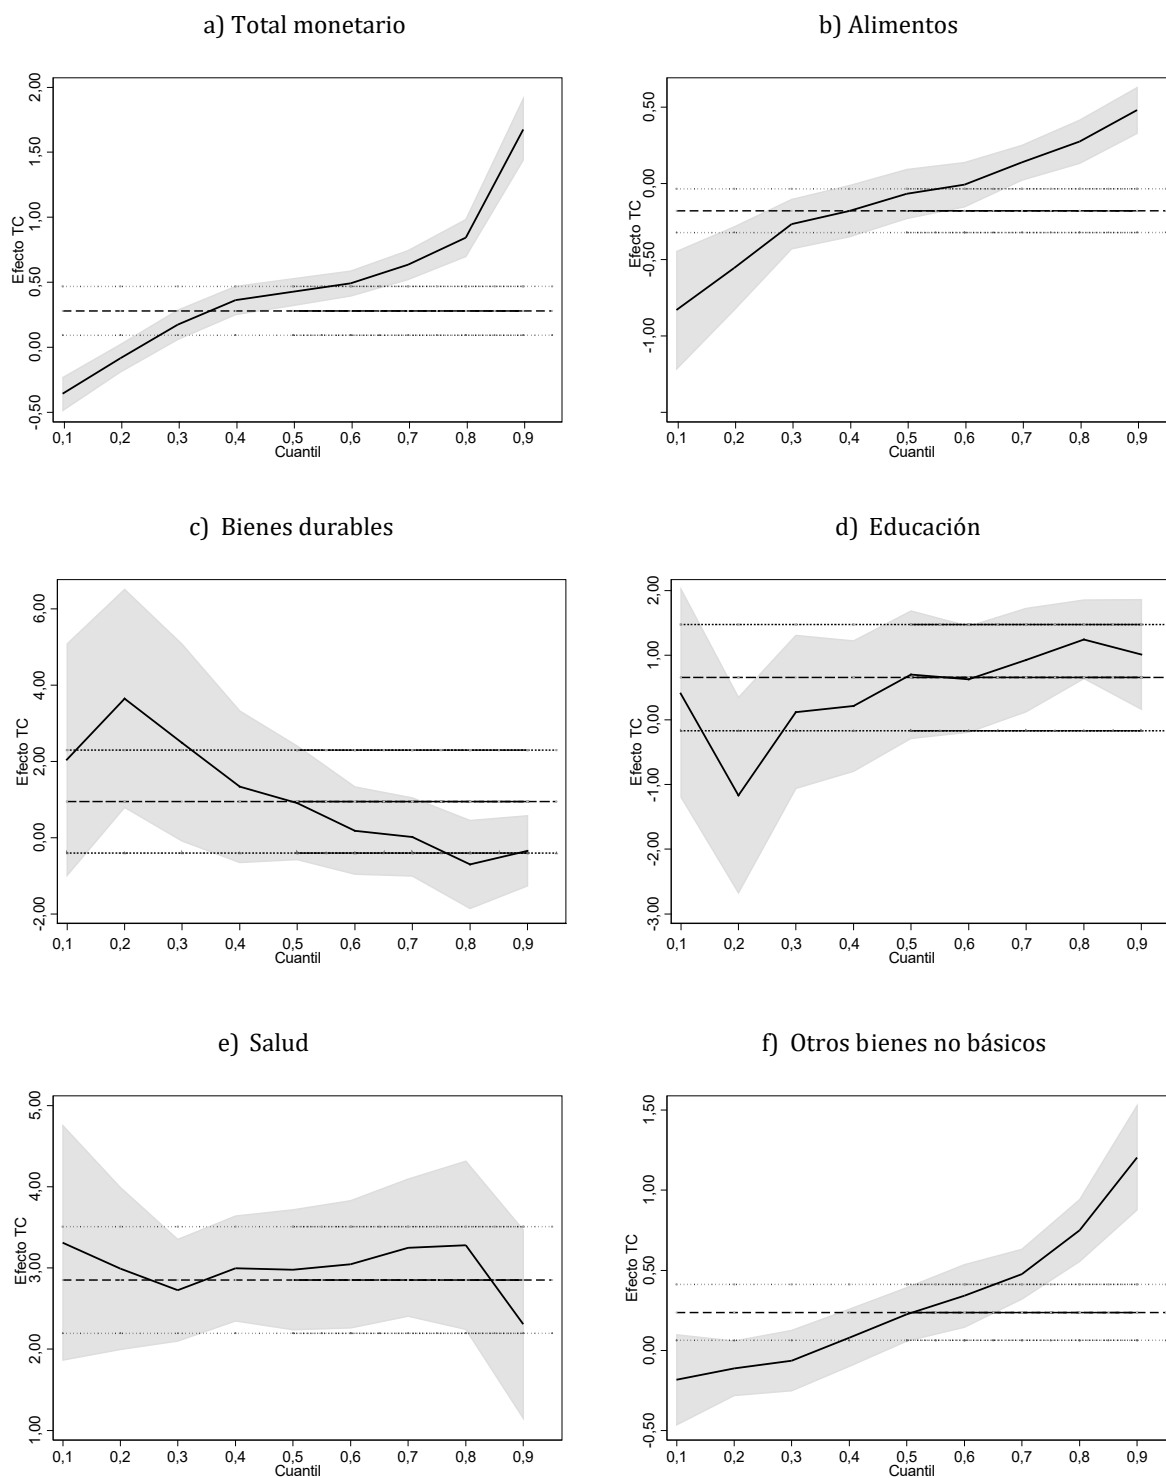 a) Total monetario
Efecto TC
2,00
1,50
1,00
0,50
0,00
-0,50
0,1 0,2 0,3 0,4 0,5 0,6 0,7 0,8 0,9
Cuantil
b) Alimentos
Efecto TC
0,50
0,00
-0,50
-1,00
0,1 0,2 0,3 0,4 0,5 0,6 0,7 0,8 0,9
Cuantil
c) Bienes durables
Efecto TC
6,00
4,00
2,00
0,00
-2,00
0,1 0,2 0,3 0,4 0,5 0,6 0,7 0,8 0,9
Cuantil
d) Educación
Efecto TC
2,00
1,00
0,00
-1,00
-2,00
-3,00
0,1 0,2 0,3 0,4 0,5 0,6 0,7 0,8 0,9
Cuantil
e) Salud
Efecto TC
5,00
4,00
3,00
2,00
1,00
0,1 0,2 0,3 0,4 0,5 0,6 0,7 0,8 0,9
Cuantil
f) Otros bienes no básicos
Efecto TC
1,50
1,00
0,50
0,00
-0,50
0,1 0,2 0,3 0,4 0,5 0,6 0,7 0,8 0,9
Cuantil